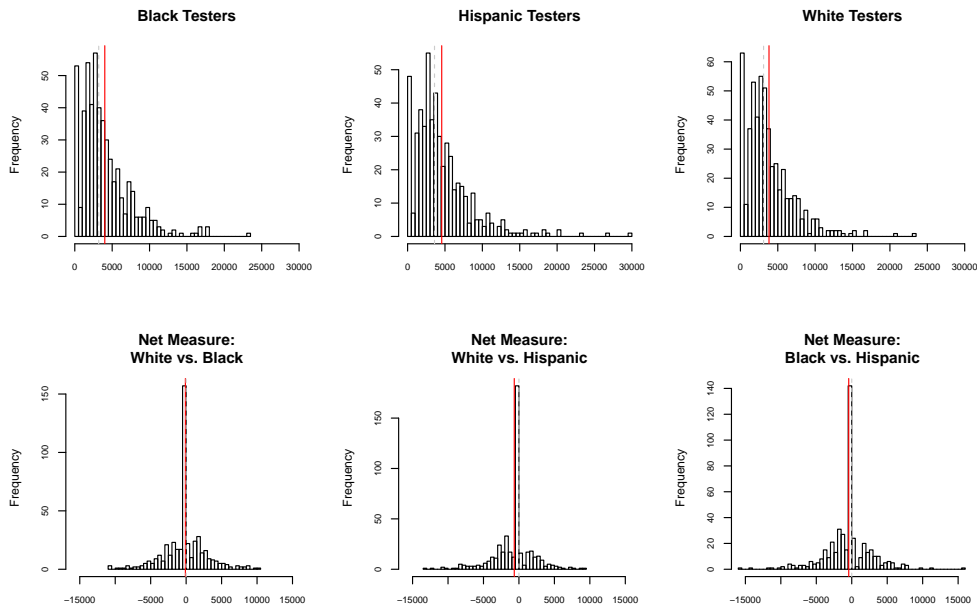 Black Testers
Frequency
0 10 20 30 40 50
0 5000 10000 15000 20000 25000 30000
Hispanic Testers
Frequency
0 10 20 30 40 50
0 5000 10000 15000 20000 25000 30000
White Testers
Frequency
0 10 20 30 40 50 60
0 5000 10000 15000 20000 25000 30000
Net Measure:
White vs. Black
Frequency
0 50 100 150
−15000 −5000 0 5000 10000 15000
Net Measure:
White vs. Hispanic
Frequency
0 50 100 150
−15000 −5000 0 5000 10000 15000
Net Measure:
Black vs. Hispanic
Frequency
0 20 40 60 80 100 120 140
−15000 −5000 0 5000 10000 15000